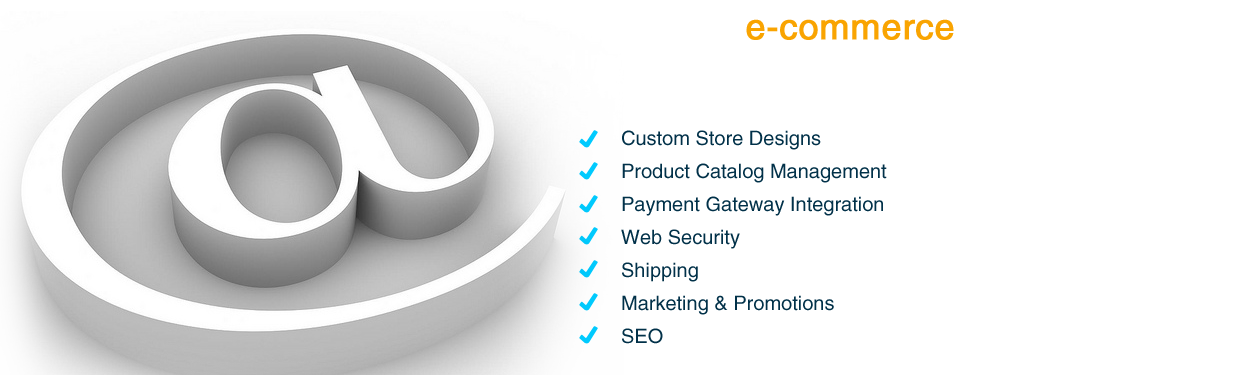 e-commerce
Custom Store Designs
Product Catalog Management
Payment Gateway Integration
Web Security
Shipping
Marketing & Promotions
SEO